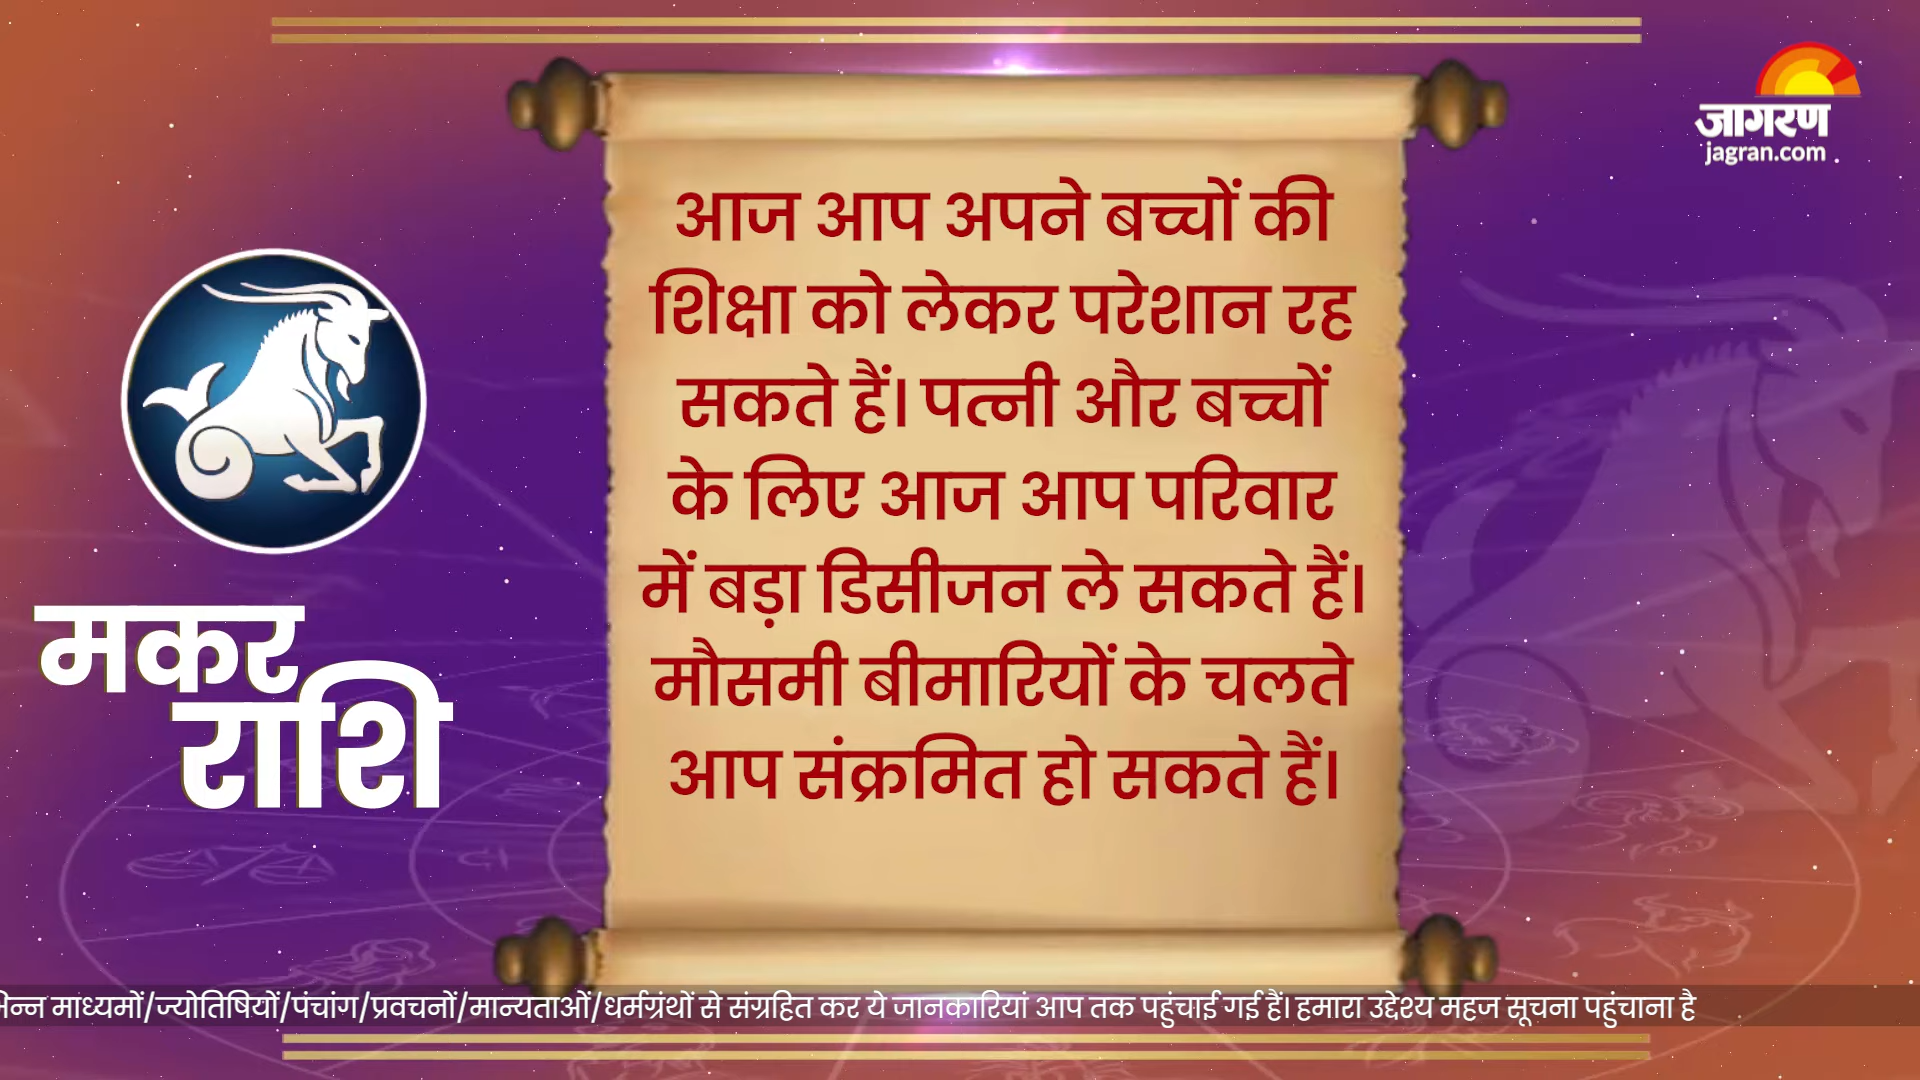 जागरण
jagran.com
आज आप अपने बच्चों की
शिक्षा को लेकर परेशान रह
सकते हैं। पत्नी और बच्चों
के लिए आज आप परिवार
में बड़ा डिसीजन ले सकते हैं।
मौसमी बीमारियों के चलते
आप संक्रमित हो सकते हैं।
मकर
राशि
माध्यमों/ज्योतिषियों/पंचांग/प्रवचनों/मान्यताओं/धर्मग्रंथों से संग्रहित कर ये जानकारियां आप तक पहुंचाई गई हैं। हमारा उद्देश्य महज सूचना पहुंचाना है